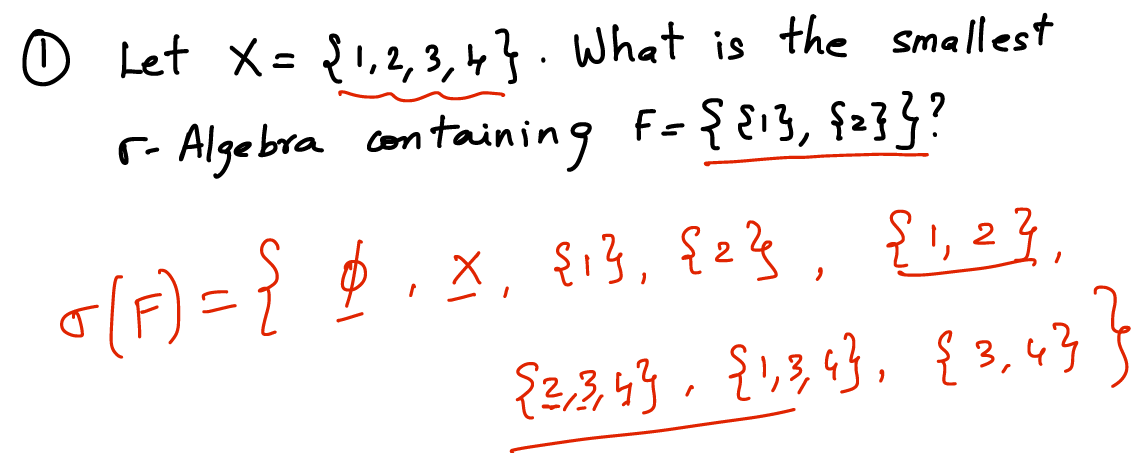 ① Let X = {1,2,3,4}. What is the smallest
σ- Algebra containing F = {{1}, {2}}?
σ(F) = { ϕ, X, {1}, {2}, {1,2},
{2,3,4}, {1,3,4}, {3,4}}